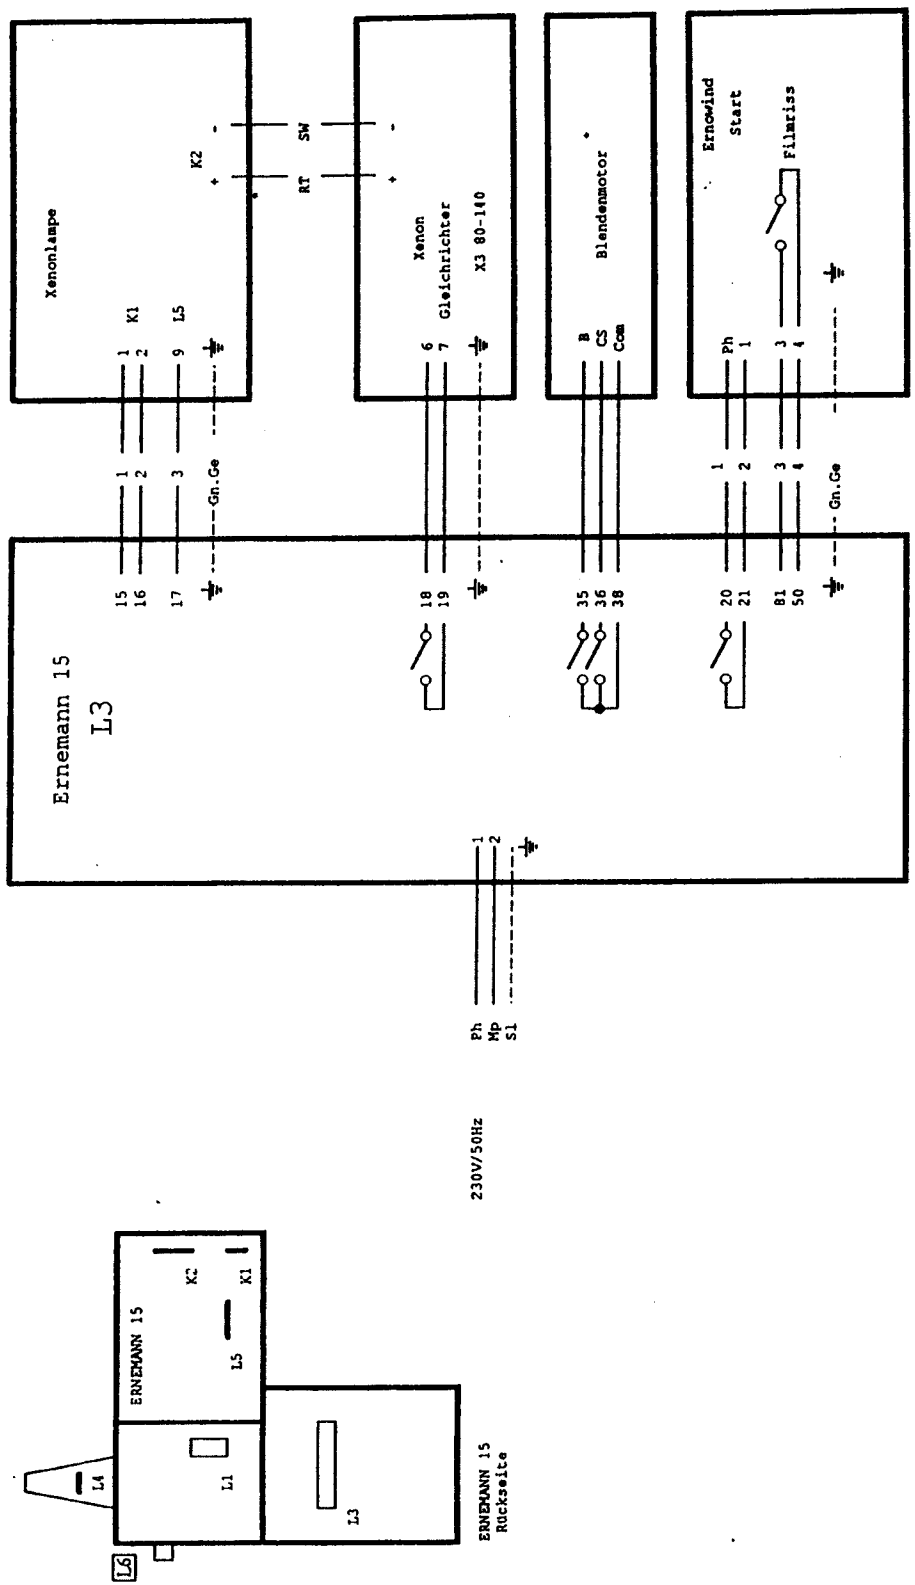 Xenonlampe
K1
1
2
L5
9
K2
+
-
RT
SW
+
-
Xenon
Gleichrichter
X3 80-140
6
7
Blendenmotor
B
CS
Com
Ernowind
Start
Filmriss
Ph
1
3
4
1
2
3
Gn.Ge
1
2
3
4
Gn.Ge
15
16
17
18
19
35
36
38
20
21
81
50
Ernemann 15
L3
1
2
Ph
Mp
Sl
230V/50Hz
ERNEMANN 15
K2
K1
L5
L4
L1
L3
L6
ERNEMANN 15
Rückseite